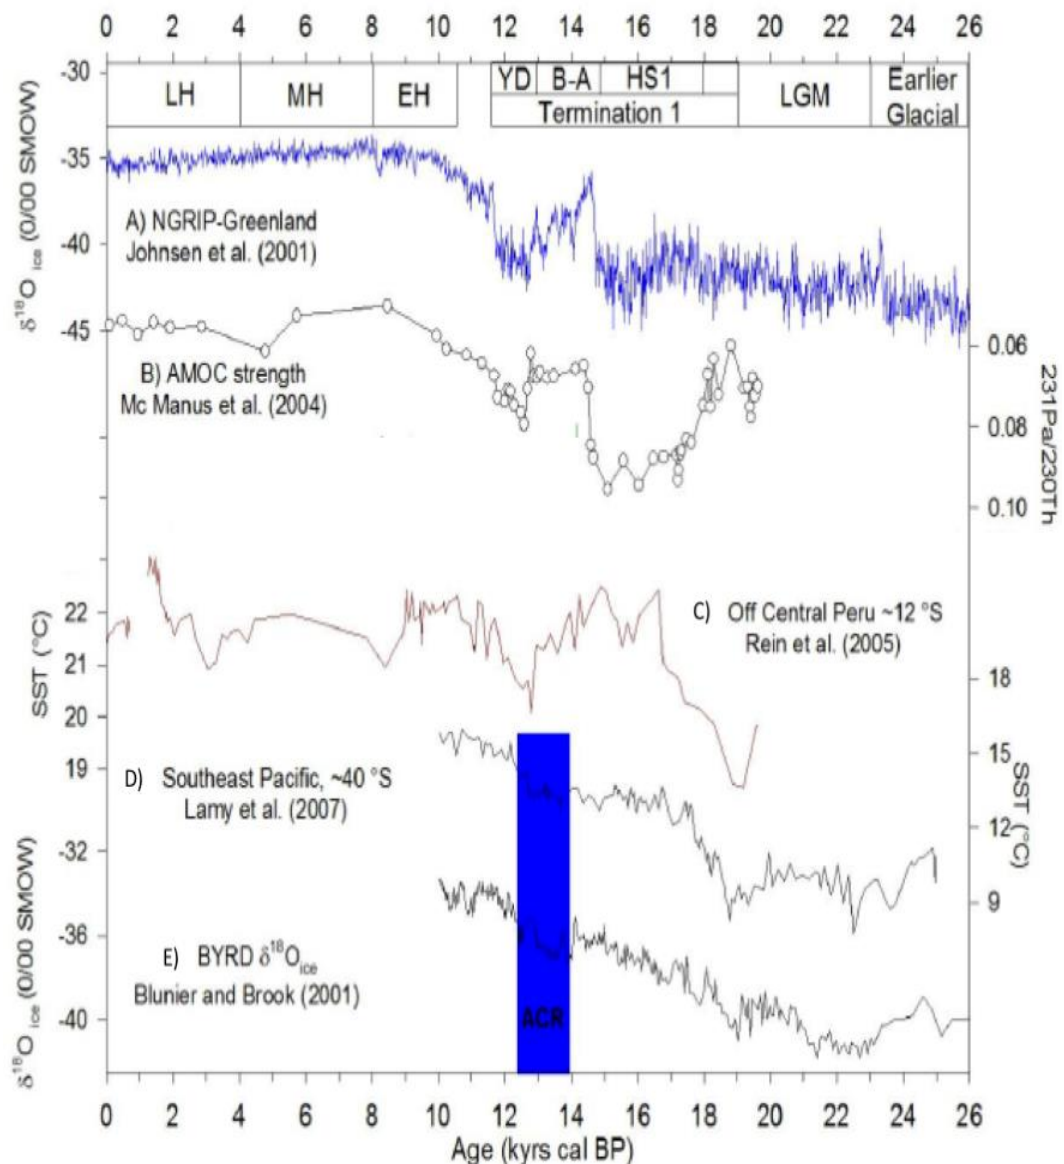 0 2 4 6 8 10 12 14 16 18 20 22 24 26
-30
-35
-40
-45
δ¹⁸O ice (0/00 SMOW)
LH MH EH
YD B-A HS1
Termination 1
LGM
Earlier
Glacial
A) NGRIP-Greenland
Johnsen et al. (2001)
B) AMOC strength
Mc Manus et al. (2004)
0.06
0.08
0.10
231Pa/230Th
22
21
20
19
SST (°C)
C) Off Central Peru ~12 °S
Rein et al. (2005)
18
15
12
9
SST (°C)
D) Southeast Pacific, ~40 °S
Lamy et al. (2007)
-32
-36
-40
δ¹⁸O ice (0/00 SMOW)
E) BYRD δ¹⁸Oice
Blunier and Brook (2001)
ACR
0 2 4 6 8 10 12 14 16 18 20 22 24 26
Age (kyrs cal BP)